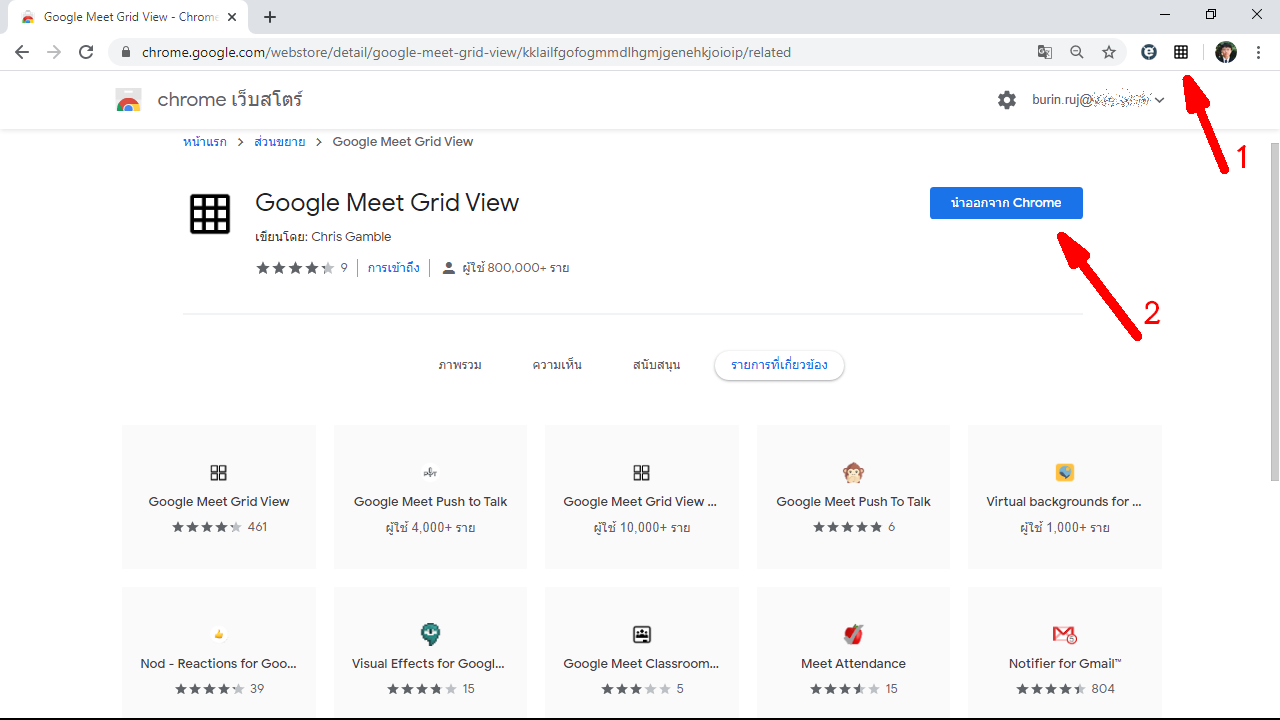 Google Meet Grid View - Chrome
chrome.google.com/webstore/detail/google-meet-grid-view/kklailfgofogmmdlhgmjgenehkjoioip/related
chrome เว็บสโตร์
burin.ruj@
1
หน้าแรก > ส่วนขยาย > Google Meet Grid View
Google Meet Grid View
นำออกจาก Chrome
เขียนโดย: Chris Gamble
9 การเข้าถึง ผู้ใช้ 800,000+ ราย
2
ภาพรวม ความเห็น สนับสนุน รายการที่เกี่ยวข้อง
Google Meet Grid View Google Meet Push to Talk Google Meet Grid View ... Google Meet Push To Talk Virtual backgrounds for ...
461 ผู้ใช้ 4,000+ ราย ผู้ใช้ 10,000+ ราย 6 ผู้ใช้ 1,000+ ราย
Nod - Reactions for Goo... Visual Effects for Googl... Google Meet Classroom... Meet Attendance Notifier for Gmail™
39 15 5 15 804